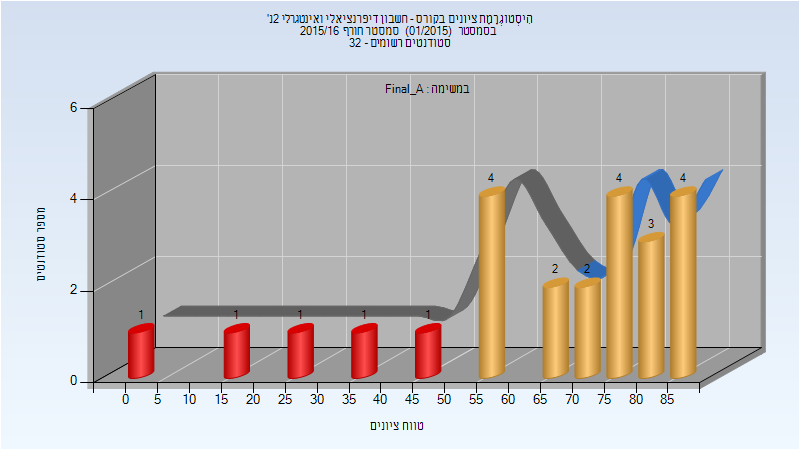 היסטוגרמת ציונים בקורס - חשבון דיפרנציאלי ואינטגרלי 2נ'
בסמסטר (01/2015) סמסטר חורף 2015/16
סטודנטים רשומים - 32
במשימה : Final_A
6
4
2
0
מספר סטודנטים
1 1 1 1 1 4 2 2 4 3 4
0 5 15 20 25 30 35 40 45 50 55 60 65 70 75 80 85
טווח ציונים